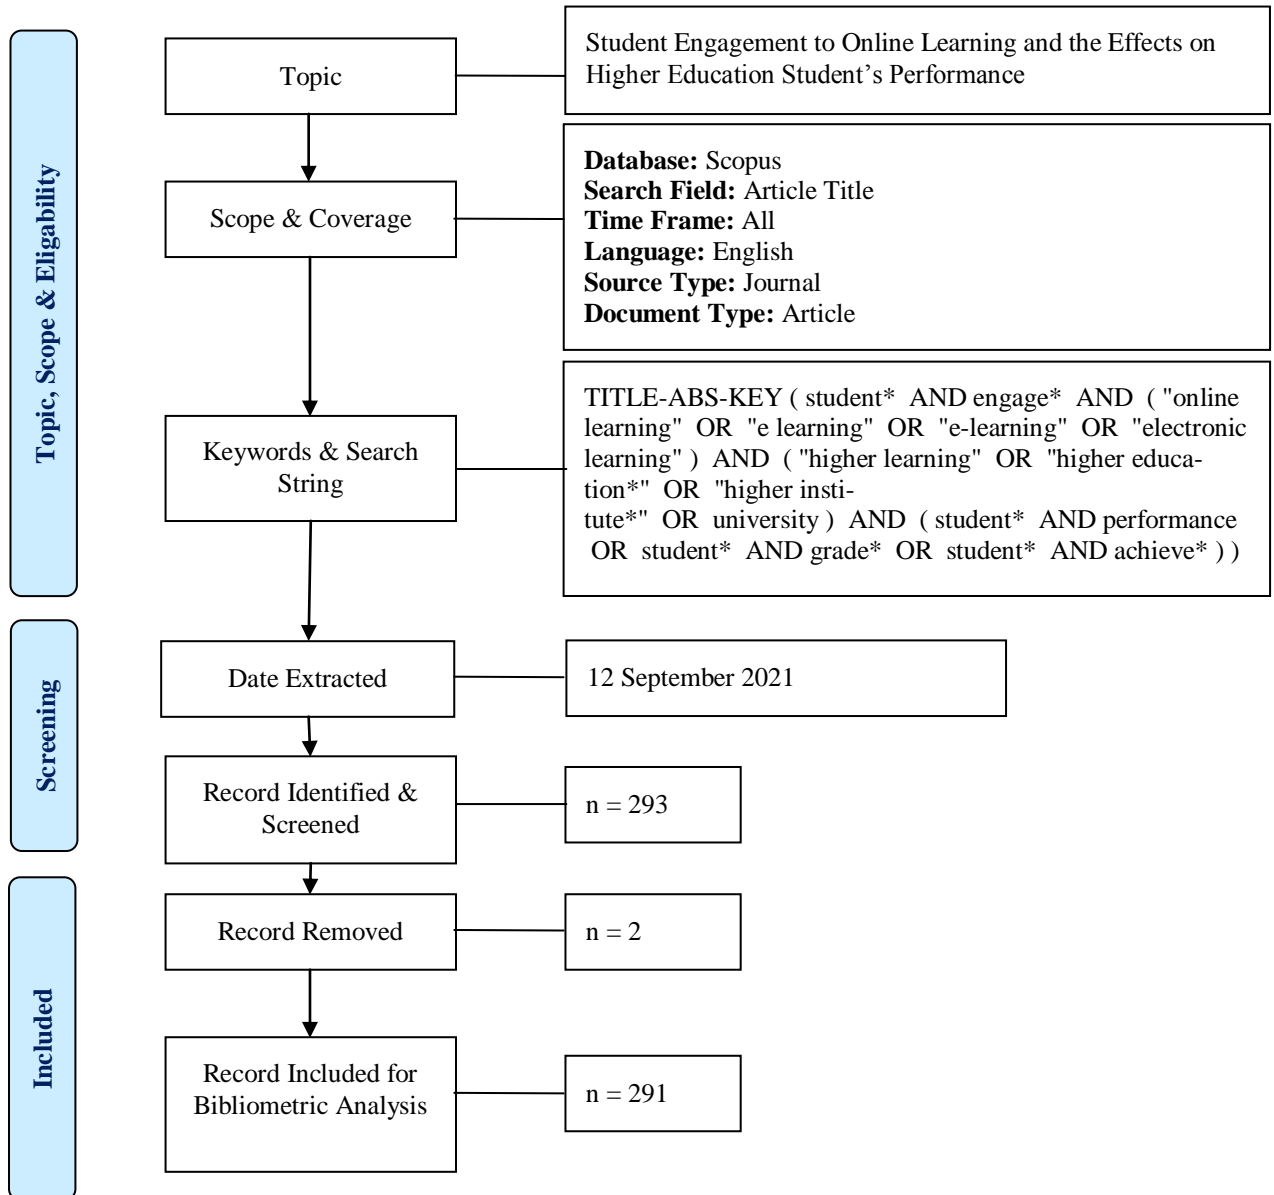 Topic, Scope & Eligability
Topic
Student Engagement to Online Learning and the Effects on
Higher Education Student’s Performance
Scope & Coverage
Database: Scopus
Search Field: Article Title
Time Frame: All
Language: English
Source Type: Journal
Document Type: Article
Keywords & Search
String
TITLE-ABS-KEY ( student* AND engage* AND ( "online
learning" OR "e learning" OR "e-learning" OR "electronic
learning" ) AND ( "higher learning" OR "higher educa-
tion*" OR "higher insti-
tute*" OR university ) AND ( student* AND performance
OR student* AND grade* OR student* AND achieve* ) )
Screening
Date Extracted
12 September 2021
Record Identified &
Screened
n = 293
Included
Record Removed
n = 2
Record Included for
Bibliometric Analysis
n = 291